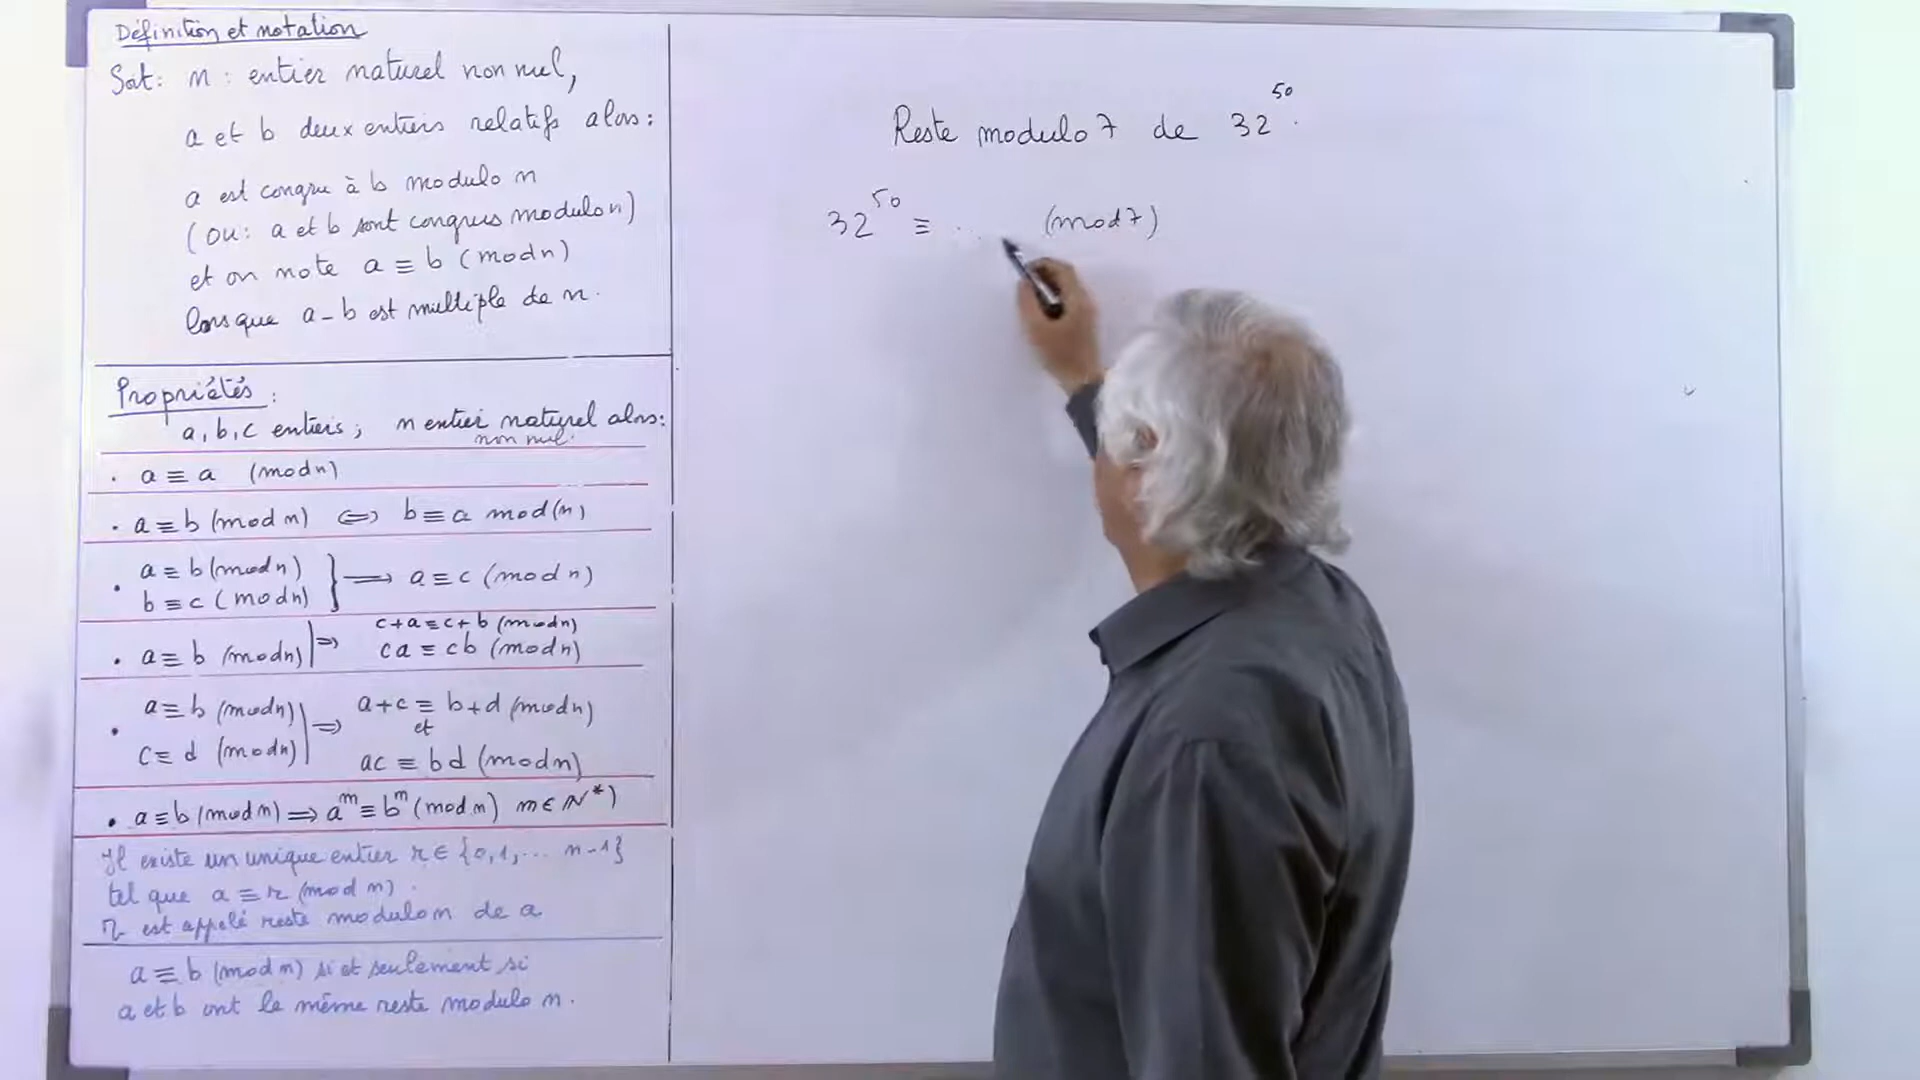 Définition et notation
Soit: n : entier naturel non nul,
a et b deux entiers relatifs alors:
a est congru à b modulo n
(ou: a et b sont congrus modulo n)
et on note a ≡ b (mod n)
lorsque a - b est multiple de n.
Propriétés :
a, b, c entiers; n entier naturel alors:
non nul.
. a ≡ a (mod n)
. a ≡ b (mod n) ⇔ b ≡ a mod(n)
. a ≡ b (mod n)
b ≡ c (mod n) } ⟹ a ≡ c (mod n)
c+a ≡ c+b (mod n)
. a ≡ b (mod n) | ⇒ ca ≡ cb (mod n)
a ≡ b (mod n) | ⇒ a+c ≡ b+d (mod n)
. et
c ≡ d (mod n) | ac ≡ bd (mod n)
. a ≡ b (mod n) ⟹ a^m ≡ b^m (mod n) m ∈ N*)
Il existe un unique entier r ∈ {0,1,... n-1}
tel que a ≡ r (mod n).
r est appelé reste modulo n de a
a ≡ b (mod n) si et seulement si
a et b ont le même reste modulo n.
Reste modulo 7 de 32^50.
32^50 ≡ ... (mod 7)